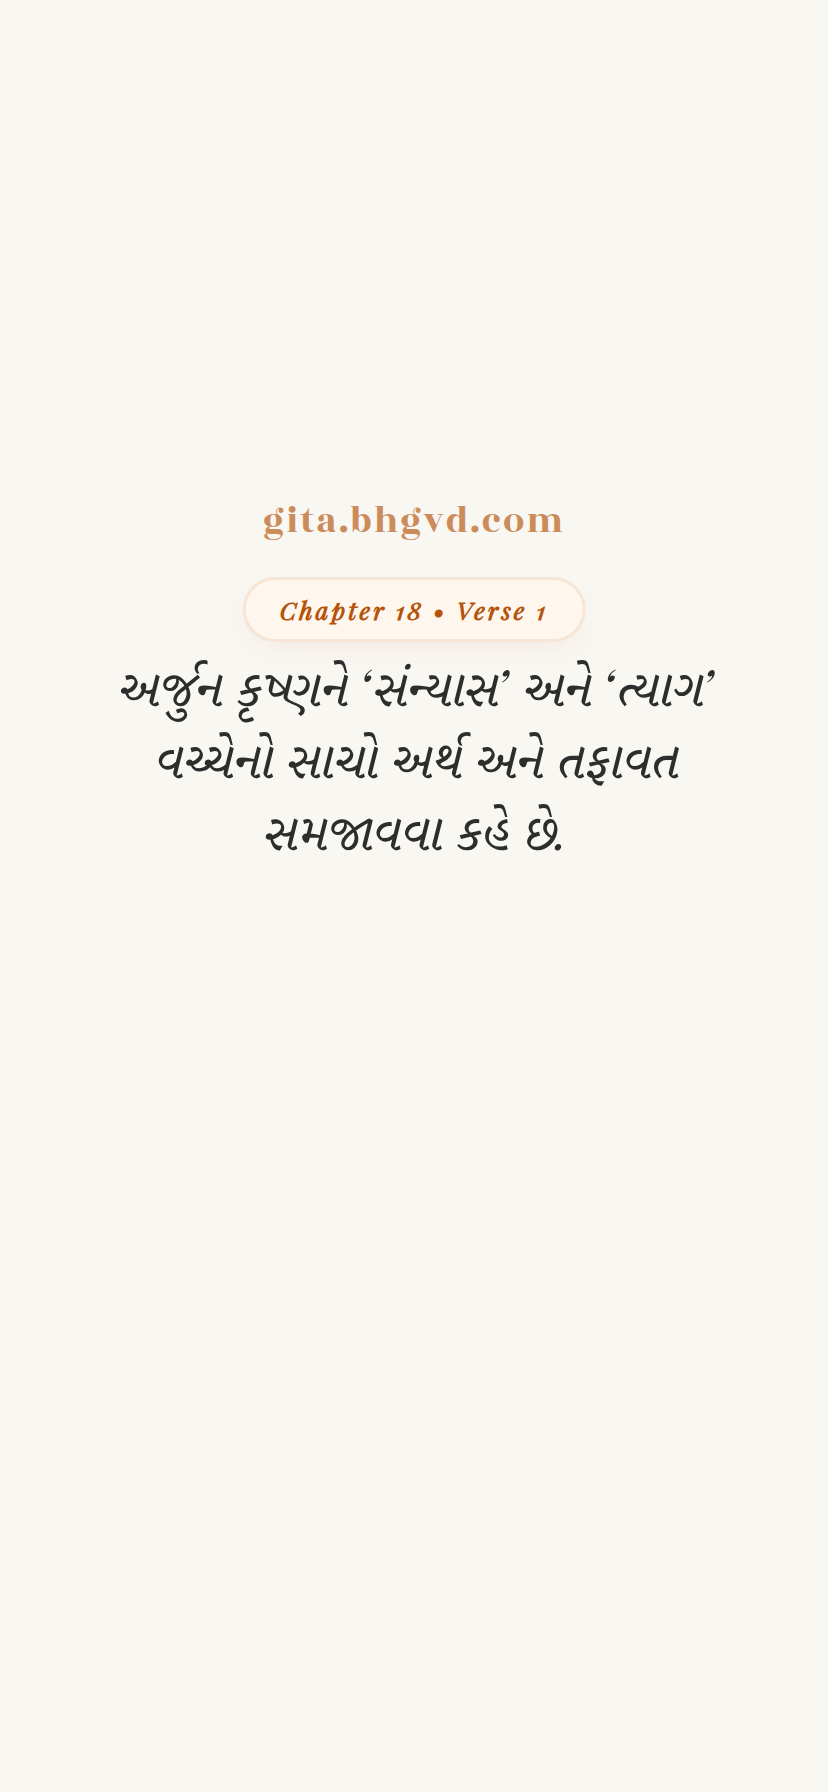 gita.bhgvd.com
Chapter 18 • Verse 1
અર્જુન કૃષ્ણને ‘સંન્યાસ’ અને ‘ત્યાગ’
વચ્ચેનો સાચો અર્થ અને તફાવત
સમજાવવા કહે છે.